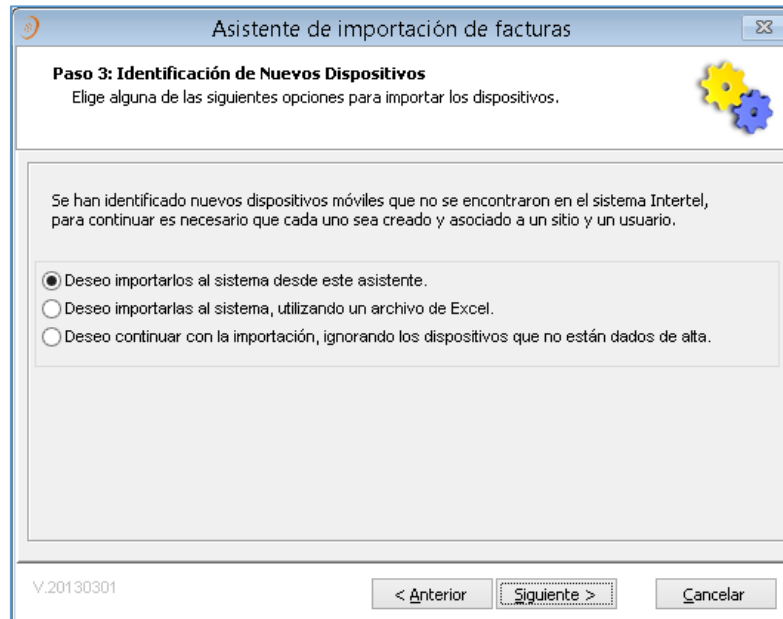 Asistente de importación de facturas
Paso 3: Identificación de Nuevos Dispositivos
Elige alguna de las siguientes opciones para importar los dispositivos.
Se han identificado nuevos dispositivos móviles que no se encontraron en el sistema Intertel,
para continuar es necesario que cada uno sea creado y asociado a un sitio y un usuario.
Deseo importarlos al sistema desde este asistente.
Deseo importarlas al sistema, utilizando un archivo de Excel.
Deseo continuar con la importación, ignorando los dispositivos que no están dados de alta.
V.20130301
< Anterior
Siguiente >
Cancelar